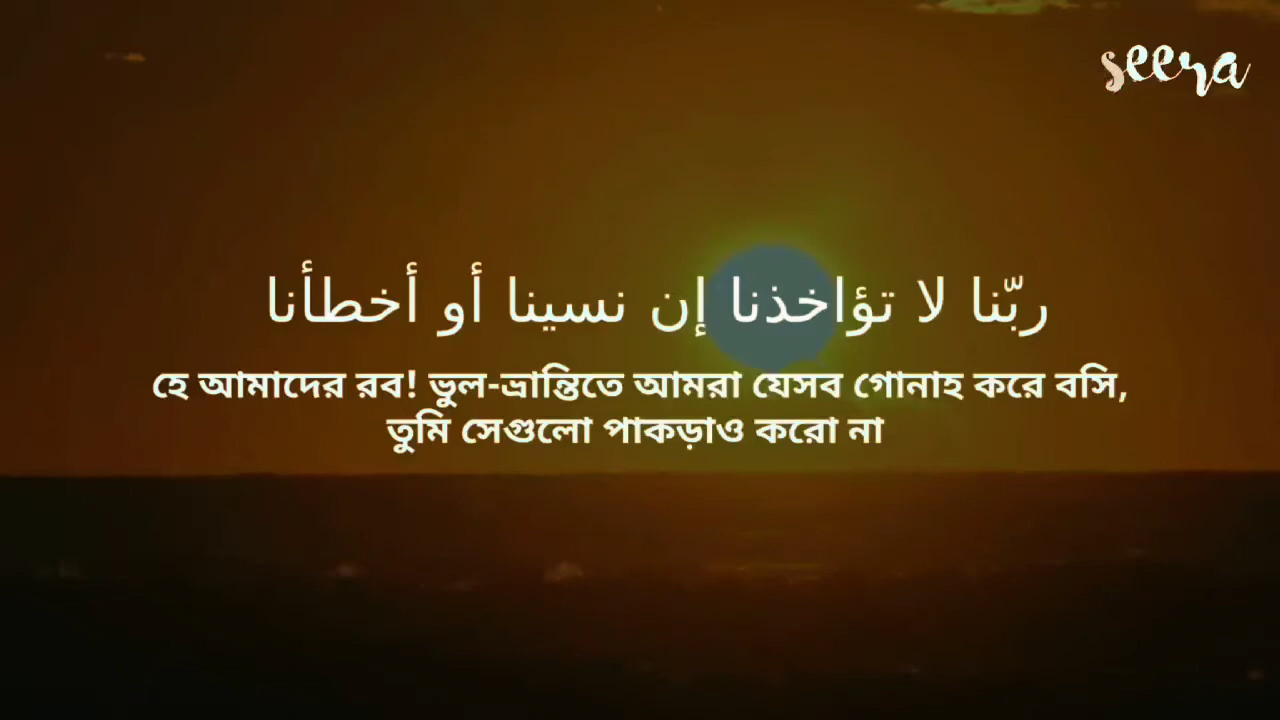 seera
ربّنا لا تؤاخذنا إن نسينا أو أخطأنا
হে আমাদের রব! ভুল-ভ্রান্তিতে আমরা যেসব গোনাহ করে বসি,
তুমি সেগুলো পাকড়াও করো না